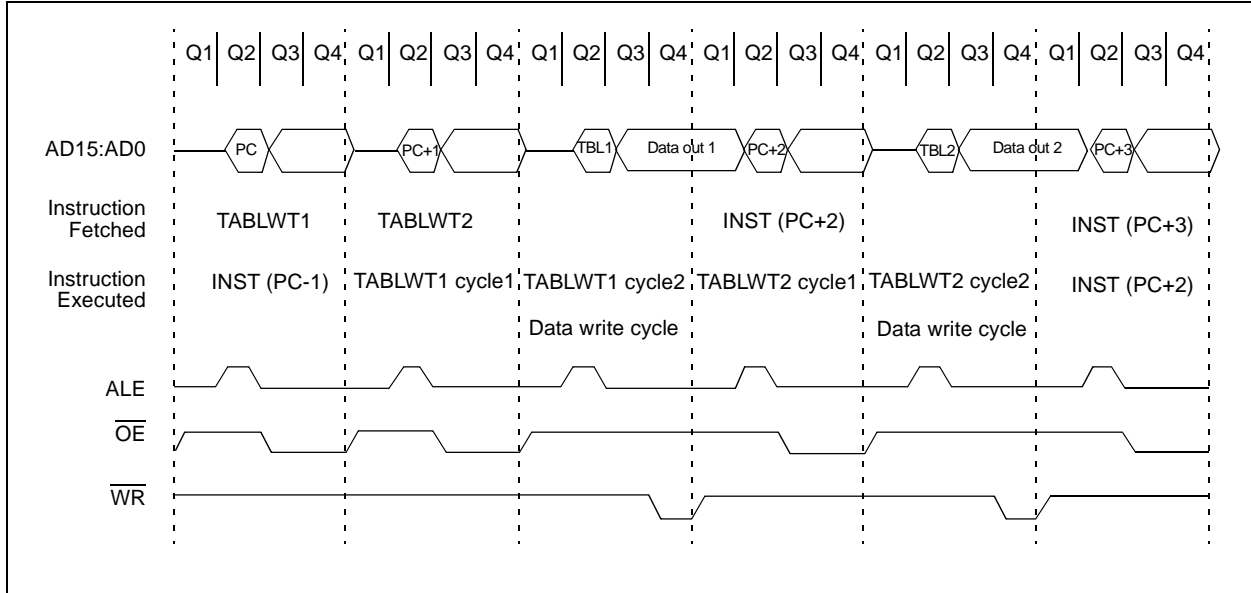 Q1 Q2 Q3 Q4 Q1 Q2 Q3 Q4 Q1 Q2 Q3 Q4 Q1 Q2 Q3 Q4 Q1 Q2 Q3 Q4 Q1 Q2 Q3 Q4
AD15:AD0 PC PC+1 TBL1 Data out 1 PC+2 TBL2 Data out 2 PC+3
Instruction
Fetched
TABLWT1 TABLWT2 INST (PC+2) INST (PC+3)
Instruction
Executed
INST (PC-1) TABLWT1 cycle1 TABLWT1 cycle2 TABLWT2 cycle1 TABLWT2 cycle2 INST (PC+2)
Data write cycle Data write cycle
ALE
OE
WR